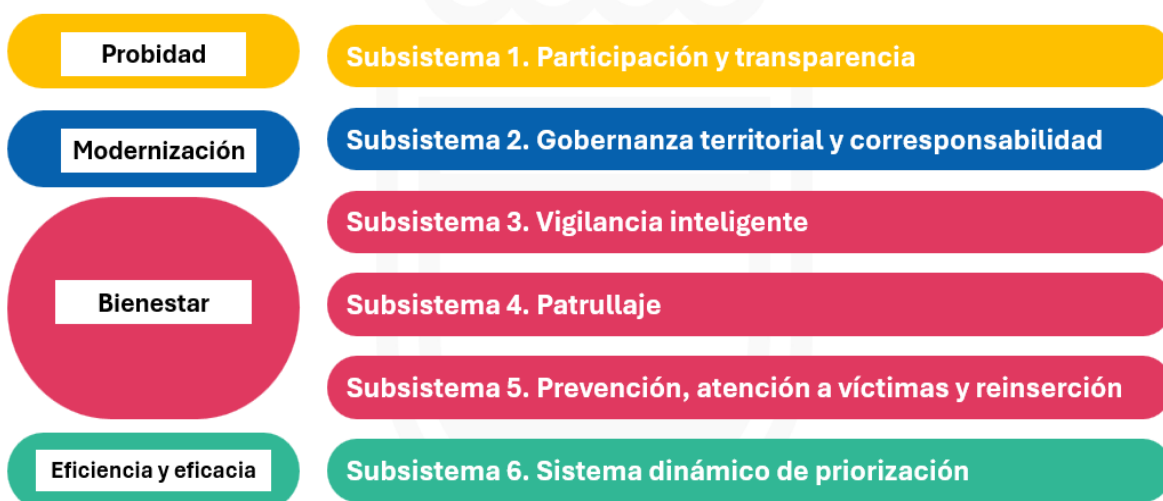 Probidad
Subsistema 1. Participación y transparencia
Modernización
Subsistema 2. Gobernanza territorial y corresponsabilidad
Bienestar
Subsistema 3. Vigilancia inteligente
Subsistema 4. Patrullaje
Subsistema 5. Prevención, atención a víctimas y reinserción
Eficiencia y eficacia
Subsistema 6. Sistema dinámico de priorización